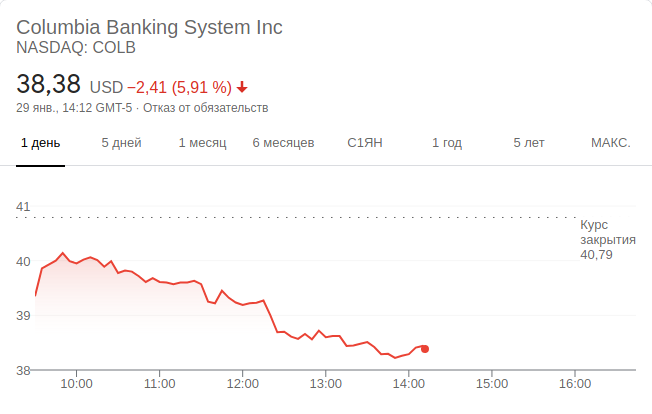 Columbia Banking System Inc
NASDAQ: COLB
38,38 USD −2,41 (5,91 %)
29 янв., 14:12 GMT-5 · Отказ от обязательств
1 день 5 дней 1 месяц 6 месяцев С1ЯН 1 год 5 лет МАКС.
41
Курс
закрытия
40,79
40
39
38
10:00 11:00 12:00 13:00 14:00 15:00 16:00